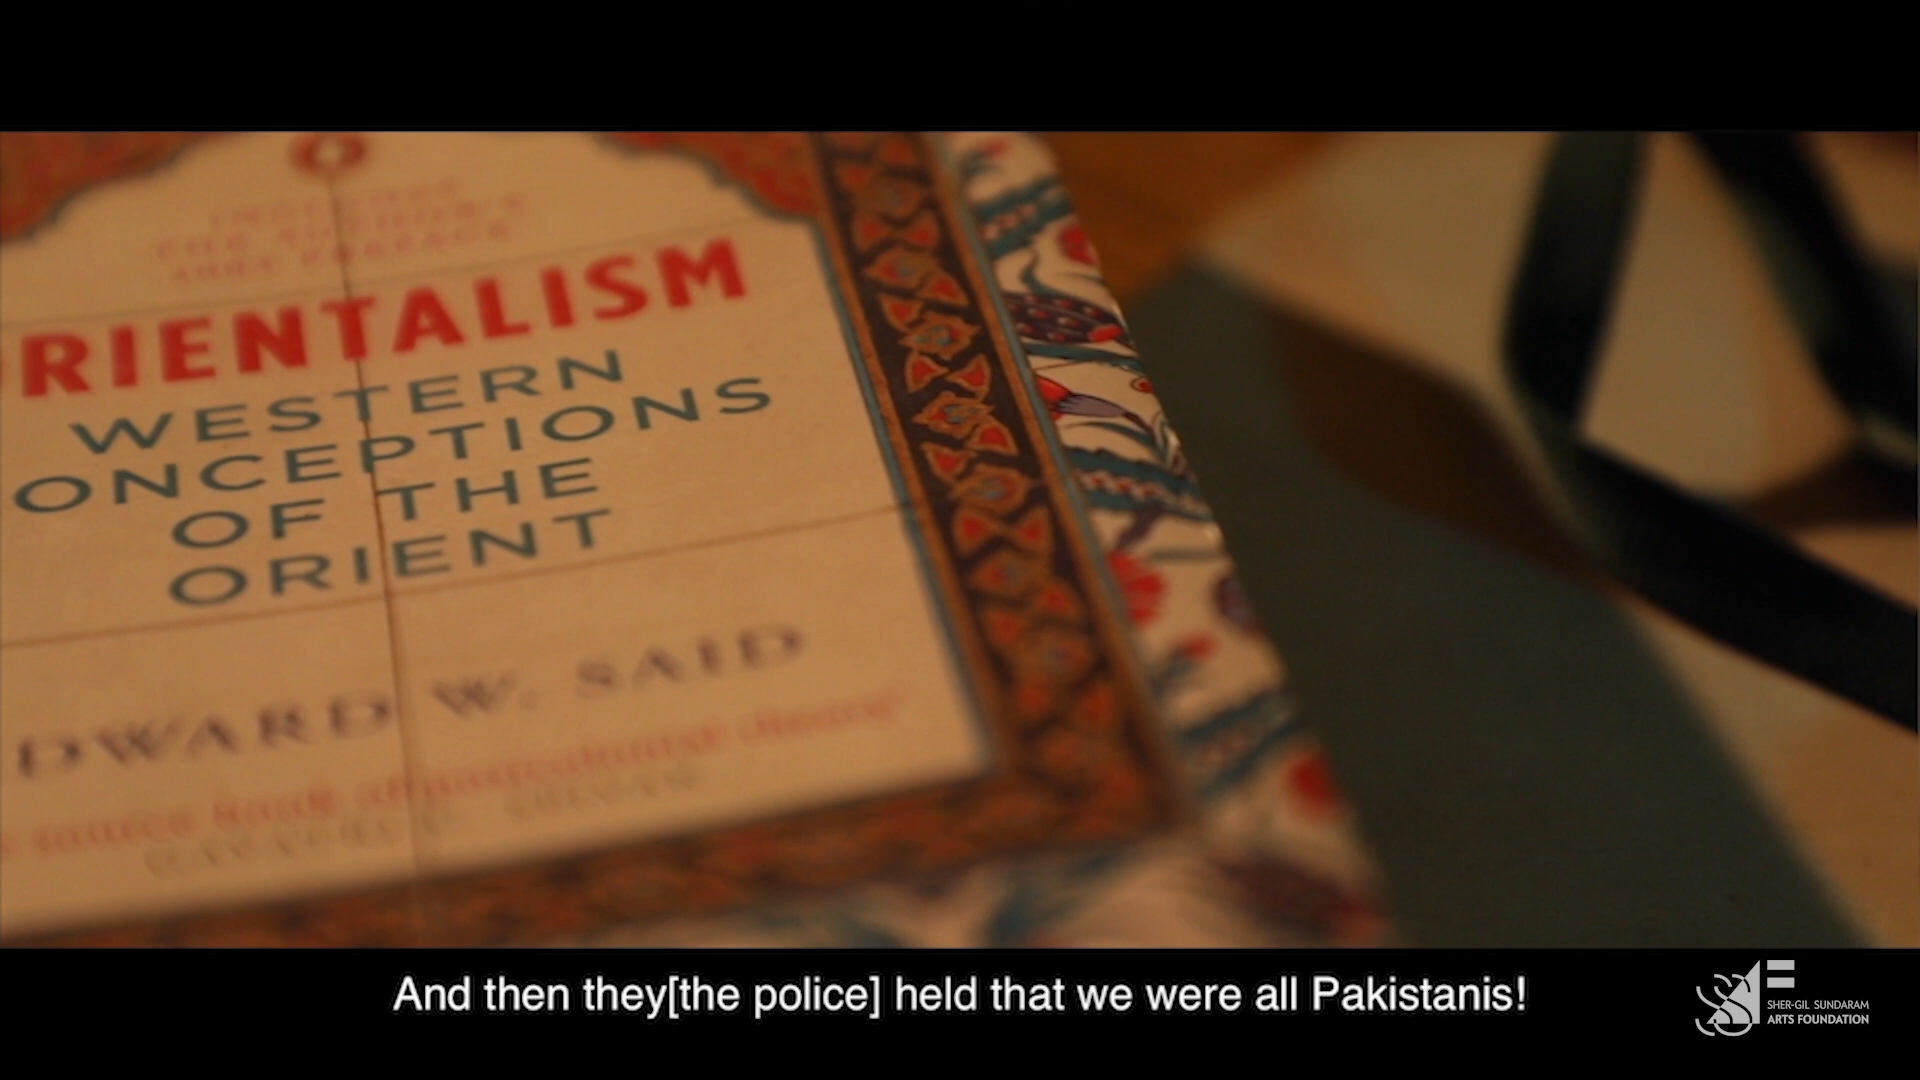 RIENTALISM
WESTERN
ONCEPTIONS
OF THE
ORIENT
DWARD W. SAID
And then they[the police] held that we were all Pakistanis!
SHER-GIL SUNDARAM
ARTS FOUNDATION